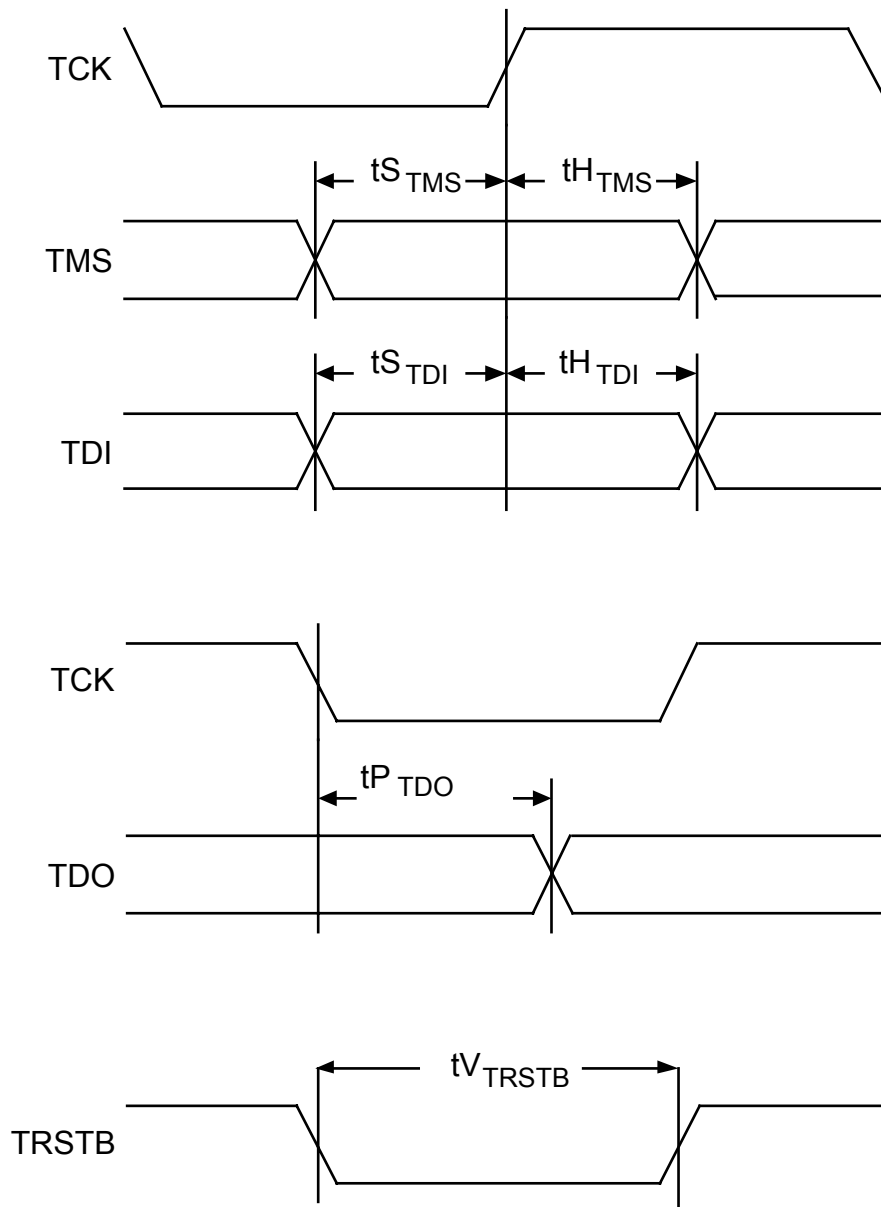 TCK
tS TMS
tH TMS
TMS
tS TDI
tH TDI
TDI
TCK
tP TDO
TDO
tV TRSTB
TRSTB